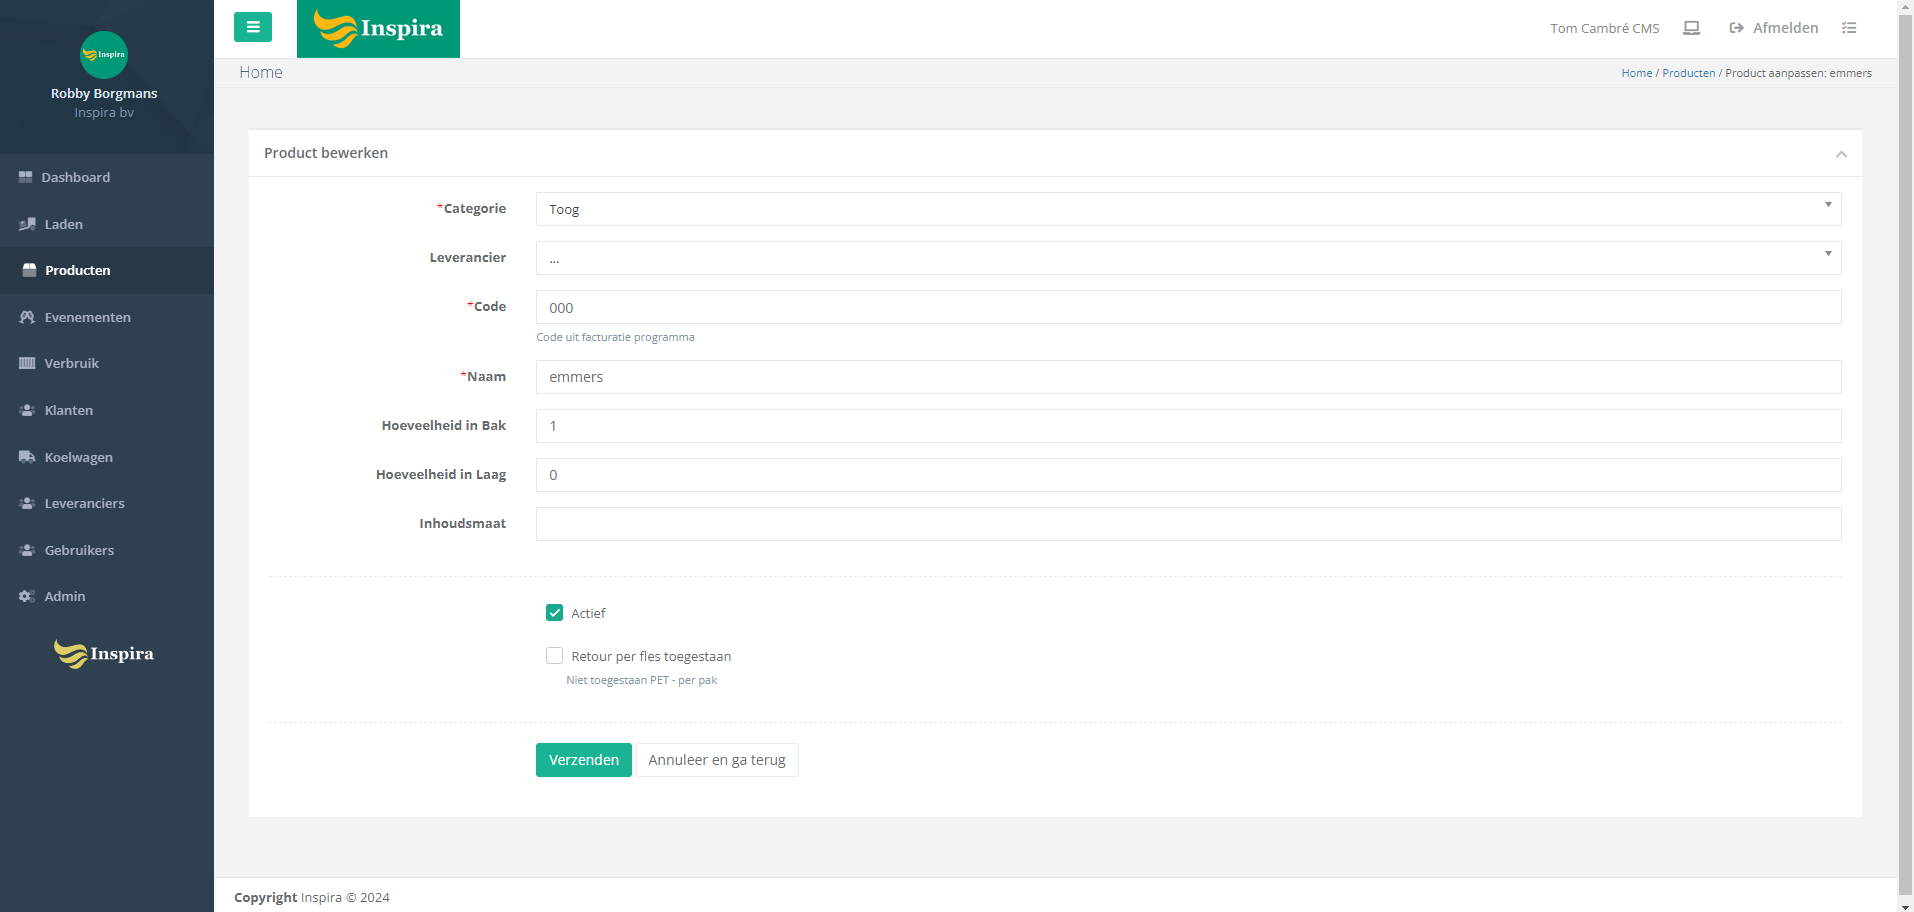 Inspira
Robby Borgmans
Inspira bv
Dashboard
Laden
Producten
Evenementen
Verbruik
Klanten
Koelwagen
Leveranciers
Gebruikers
Admin
Inspira
Inspira
Tom Cambré CMS
Afmelden
Home
Home / Producten / Product aanpassen: emmers
Product bewerken
*Categorie
Toog
Leverancier
...
*Code
000
Code uit facturatie programma
*Naam
emmers
Hoeveelheid in Bak
1
Hoeveelheid in Laag
0
Inhoudsmaat
Actief
Retour per fles toegestaan
Niet toegestaan PET - per pak
Verzenden
Annuleer en ga terug
Copyright Inspira © 2024